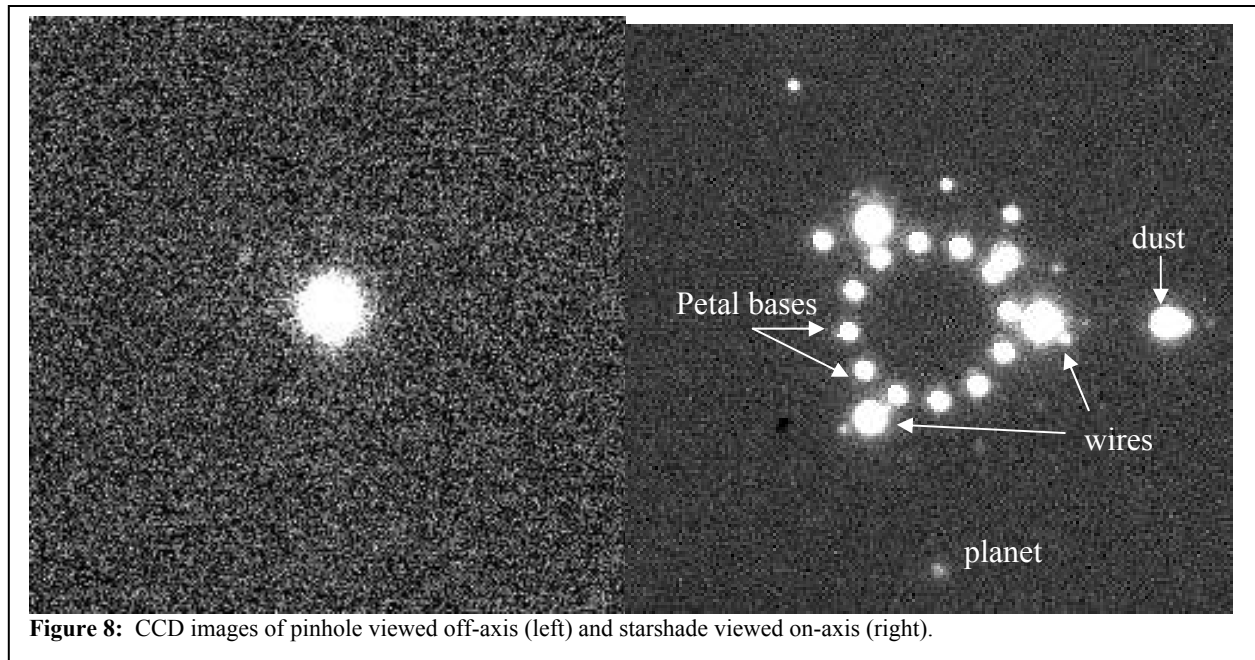 dust
Petal bases
wires
planet
Figure 8: CCD images of pinhole viewed off-axis (left) and starshade viewed on-axis (right).